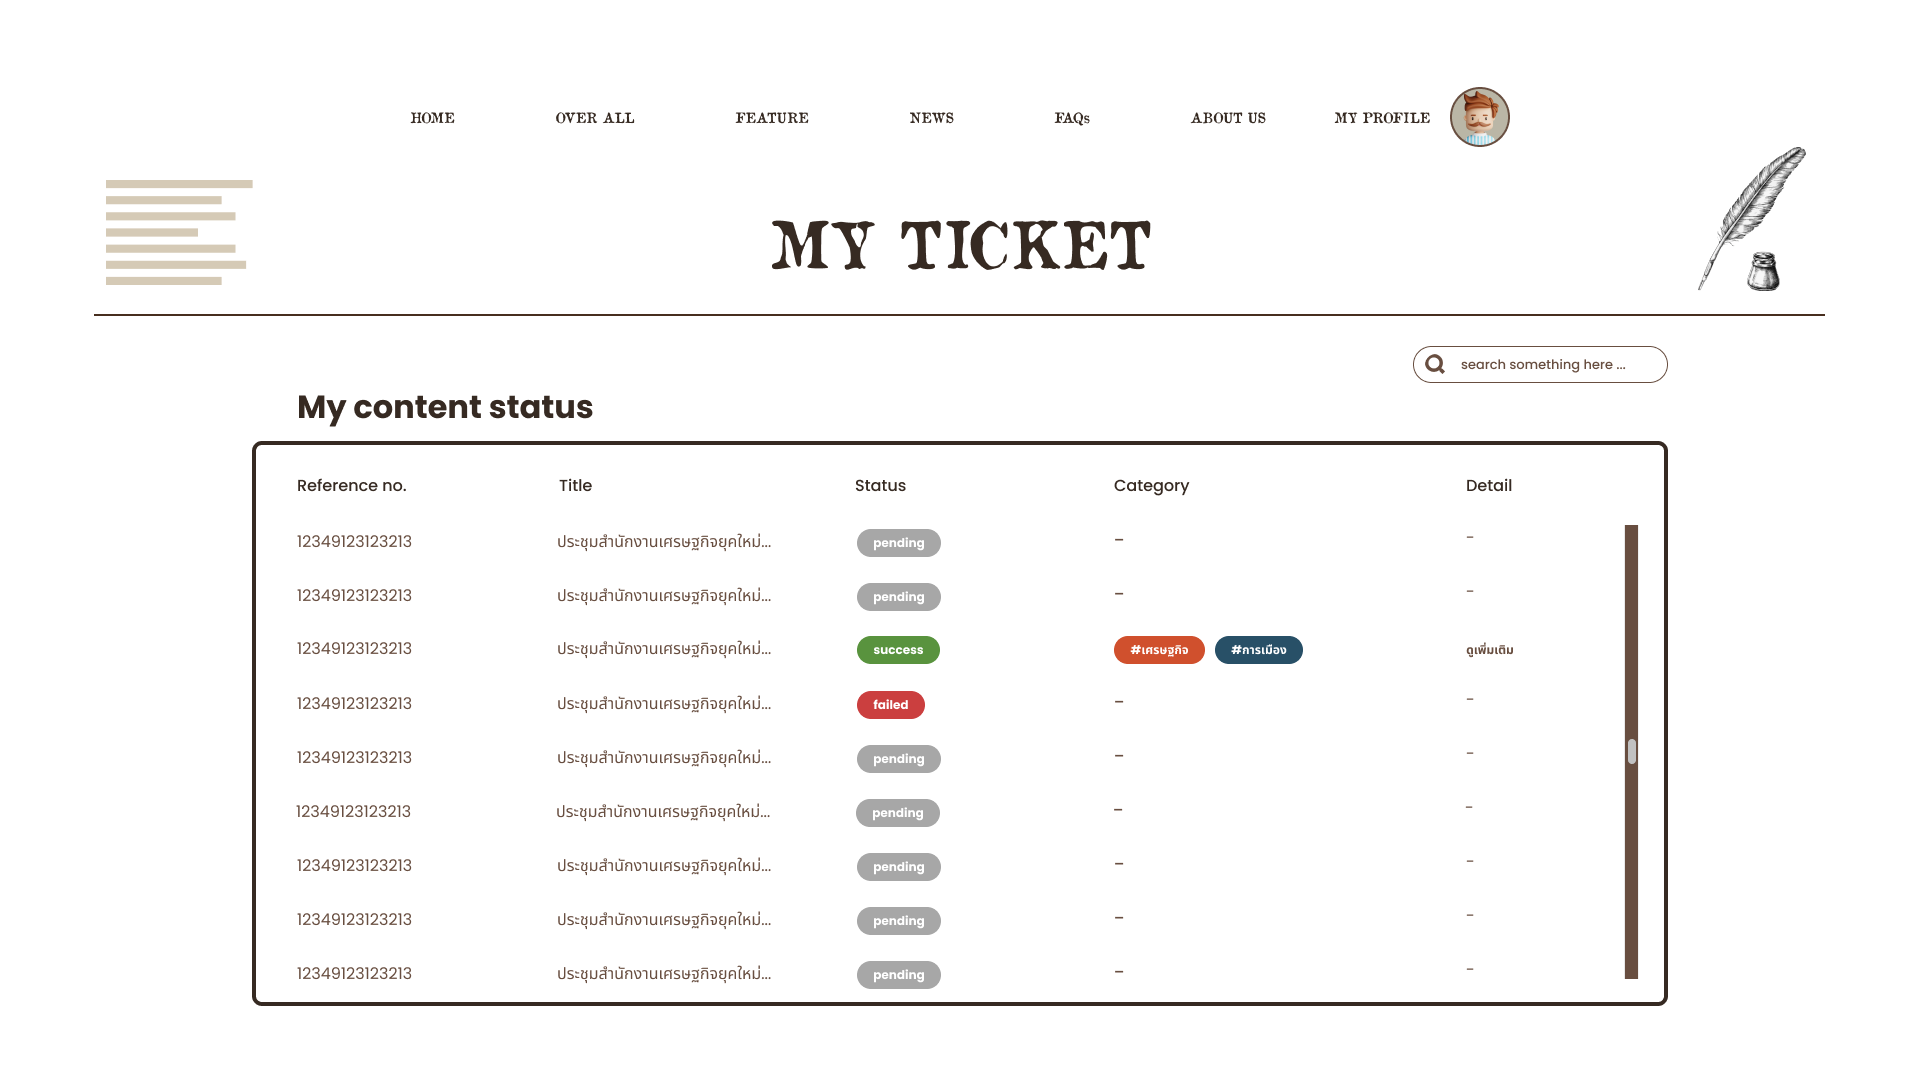 HOME OVER ALL FEATURE NEWS FAQs ABOUT US MY PROFILE
MY TICKET
search something here ...
My content status
Reference no. Title Status Category Detail
12349123123213 ประชุมสำนักงานเศรษฐกิจยุคใหม่... pending – –
12349123123213 ประชุมสำนักงานเศรษฐกิจยุคใหม่... pending – –
12349123123213 ประชุมสำนักงานเศรษฐกิจยุคใหม่... success #เศรษฐกิจ #การเมือง ดูเพิ่มเติม
12349123123213 ประชุมสำนักงานเศรษฐกิจยุคใหม่... failed – –
12349123123213 ประชุมสำนักงานเศรษฐกิจยุคใหม่... pending – –
12349123123213 ประชุมสำนักงานเศรษฐกิจยุคใหม่... pending – –
12349123123213 ประชุมสำนักงานเศรษฐกิจยุคใหม่... pending – –
12349123123213 ประชุมสำนักงานเศรษฐกิจยุคใหม่... pending – –
12349123123213 ประชุมสำนักงานเศรษฐกิจยุคใหม่... pending – –